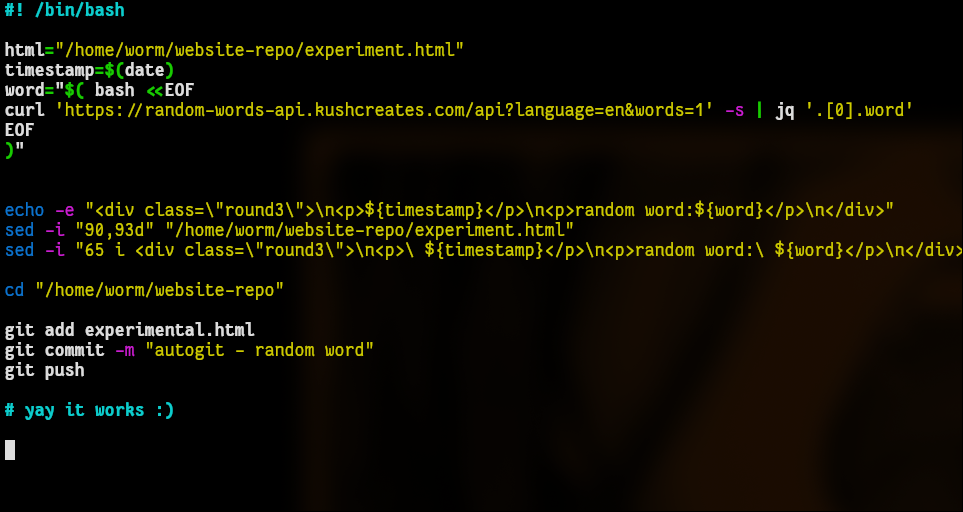 #! /bin/bash
html="/home/worm/website-repo/experiment.html"
timestamp=$(date)
word="$( bash <<EOF
curl 'https://random-words-api.kushcreates.com/api?language=en&words=1' -s | jq '.[0].word'
EOF
)"
echo -e "<div class=\"round3\">\n<p>${timestamp}</p>\n<p>random word:${word}</p>\n</div>"
sed -i "90,93d" "/home/worm/website-repo/experiment.html"
sed -i "65 i <div class=\"round3\">\n<p>\ ${timestamp}</p>\n<p>random word:\ ${word}</p>\n</div>
cd "/home/worm/website-repo"
git add experimental.html
git commit -m "autogit - random word"
git push
# yay it works :)